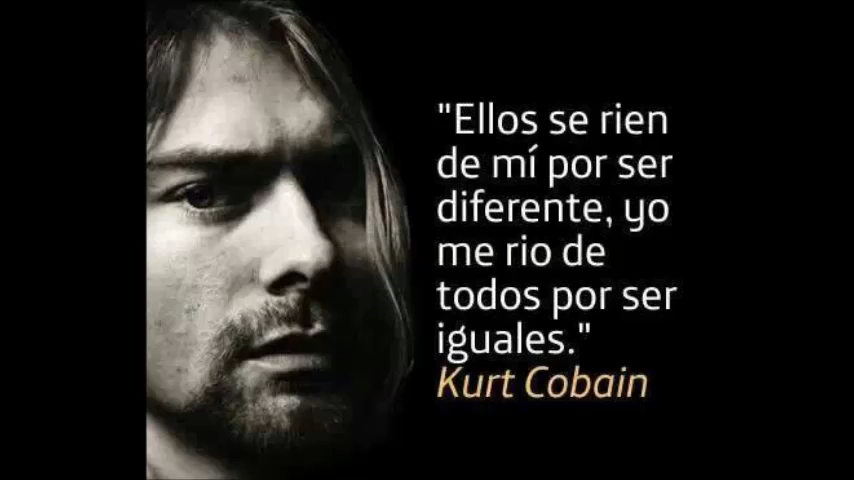 "Ellos se rien
de mí por ser
diferente, yo
me rio de
todos por ser
iguales."
Kurt Cobain